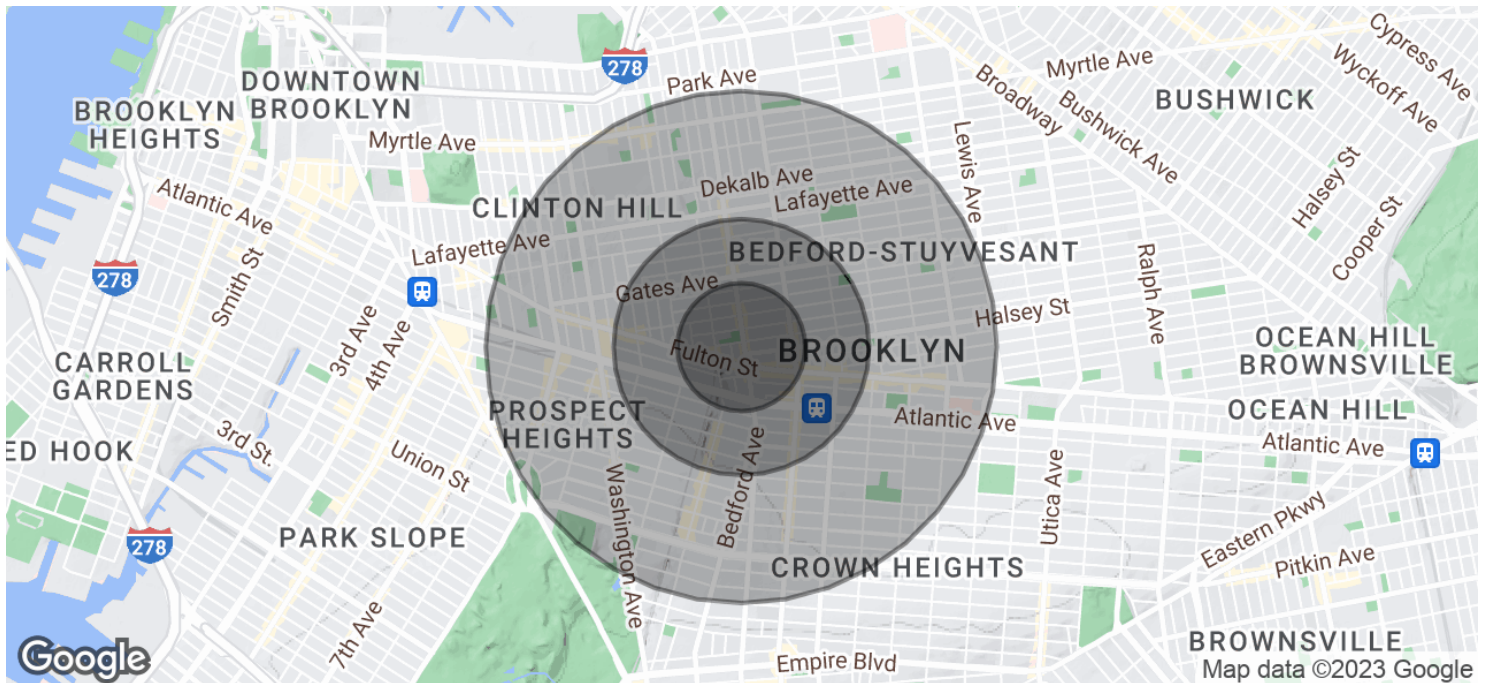 278
Park Ave
Myrtle Ave
Cypress Ave
Wyckoff Ave
DOWNTOWN
BROOKLYN
BROOKLYN
HEIGHTS
Broadway
Bushwick Ave
BUSHWICK
Myrtle Ave
Lewis Ave
Halsey St
Cooper St
Atlantic Ave
Dekalb Ave
Lafayette Ave
CLINTON HILL
Lafayette Ave
BEDFORD-STUYVESANT
278
Smith St
Gates Ave
Ralph Ave
Halsey St
3rd Ave
4th Ave
Fulton St
BROOKLYN
OCEAN HILL
BROWNSVILLE
CARROLL
GARDENS
PROSPECT
HEIGHTS
Atlantic Ave
OCEAN HILL
Atlantic Ave
ED HOOK
3rd St.
Union St
Washington Ave
Bedford Ave
Utica Ave
Eastern Pkwy
PARK SLOPE
278
CROWN HEIGHTS
Pitkin Ave
7th Ave
BROWNSVILLE
Empire Blvd
Google
Map data ©2023 Google